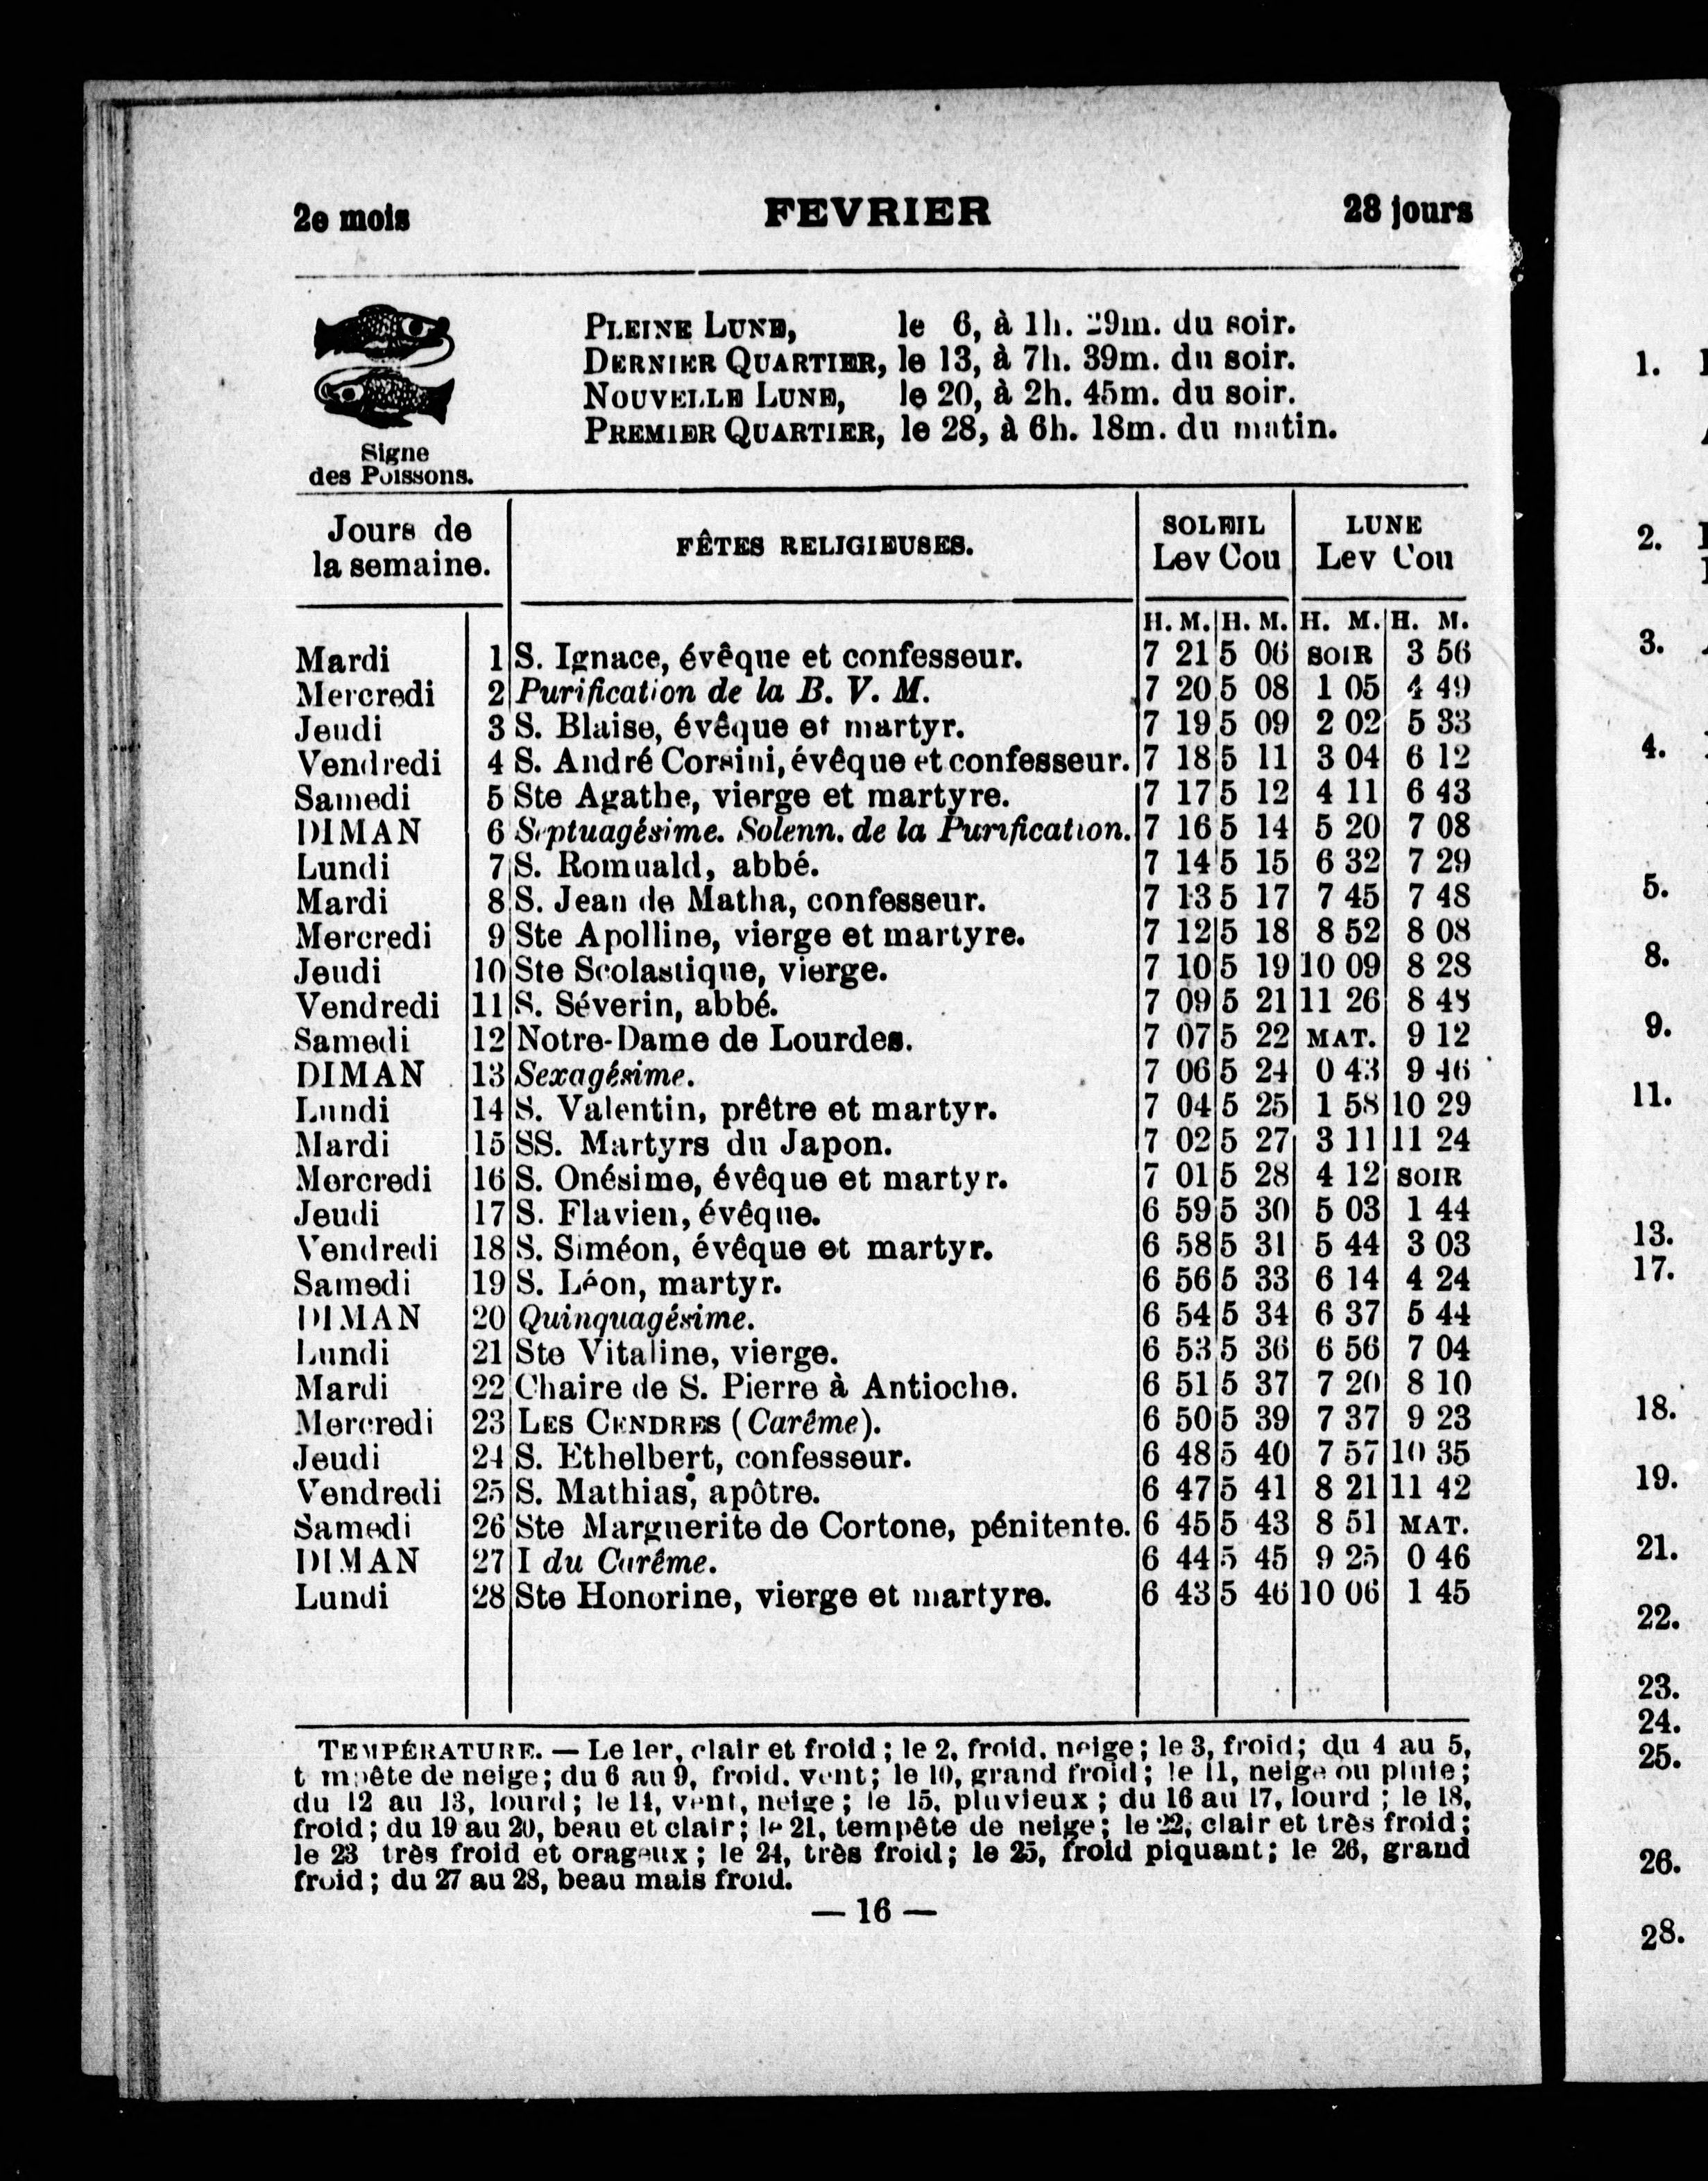 2e mois FEVRIER 28 jours
PLEINE LUNE, le 6, à 1h. 29m. du soir.
DERNIER QUARTIER, le 13, à 7h. 39m. du soir.
NOUVELLE LUNE, le 20, à 2h. 45m. du soir.
PREMIER QUARTIER, le 28, à 6h. 18m. du matin.
Signe
des Poissons.
Jours de la semaine. FÊTES RELIGIEUSES. SOLEIL Lev Cou LUNE Lev Cou
H. M. H. M. H. M. H. M.
Mardi 1 S. Ignace, évêque et confesseur. 7 21 5 06 SOIR 3 56
Mercredi 2 Purification de la B. V. M. 7 20 5 08 1 05 4 49
Jeudi 3 S. Blaise, évêque et martyr. 7 19 5 09 2 02 5 33
Vendredi 4 S. André Corsini, évêque et confesseur. 7 18 5 11 3 04 6 12
Samedi 5 Ste Agathe, vierge et martyre. 7 17 5 12 4 11 6 43
DIMAN 6 Septuagésime. Solenn. de la Purification. 7 16 5 14 5 20 7 08
Lundi 7 S. Romuald, abbé. 7 14 5 15 6 32 7 29
Mardi 8 S. Jean de Matha, confesseur. 7 13 5 17 7 45 7 48
Mercredi 9 Ste Apolline, vierge et martyre. 7 12 5 18 8 52 8 08
Jeudi 10 Ste Scolastique, vierge. 7 10 5 19 10 09 8 28
Vendredi 11 S. Séverin, abbé. 7 09 5 21 11 26 8 48
Samedi 12 Notre-Dame de Lourdes. 7 07 5 22 MAT. 9 12
DIMAN 13 Sexagésime. 7 06 5 24 0 43 9 46
Lundi 14 S. Valentin, prêtre et martyr. 7 04 5 25 1 58 10 29
Mardi 15 SS. Martyrs du Japon. 7 02 5 27 3 11 11 24
Mercredi 16 S. Onésime, évêque et martyr. 7 01 5 28 4 12 SOIR
Jeudi 17 S. Flavien, évêque. 6 59 5 30 5 03 1 44
Vendredi 18 S. Siméon, évêque et martyr. 6 58 5 31 5 44 3 03
Samedi 19 S. Léon, martyr. 6 56 5 33 6 14 4 24
DIMAN 20 Quinquagésime. 6 54 5 34 6 37 5 44
Lundi 21 Ste Vitaline, vierge. 6 53 5 36 6 56 7 04
Mardi 22 Chaire de S. Pierre à Antioche. 6 51 5 37 7 20 8 10
Mercredi 23 LES CENDRES (Carême). 6 50 5 39 7 37 9 23
Jeudi 24 S. Ethelbert, confesseur. 6 48 5 40 7 57 10 35
Vendredi 25 S. Mathias, apôtre. 6 47 5 41 8 21 11 42
Samedi 26 Ste Marguerite de Cortone, pénitente. 6 45 5 43 8 51 MAT.
DIMAN 27 I du Carême. 6 44 5 45 9 25 0 46
Lundi 28 Ste Honorine, vierge et martyre. 6 43 5 46 10 06 1 45
TEMPÉRATURE. — Le 1er, clair et froid ; le 2, froid, neige ; le 3, froid ; du 4 au 5,
t mpête de neige ; du 6 au 9, froid, vent ; le 10, grand froid ; le 11, neige ou pluie ;
du 12 au 13, lourd ; le 14, vent, neige ; le 15, pluvieux ; du 16 au 17, lourd ; le 18,
froid ; du 19 au 20, beau et clair ; le 21, tempête de neige ; le 22, clair et très froid ;
le 23 très froid et orageux ; le 24, très froid ; le 25, froid piquant ; le 26, grand
froid ; du 27 au 28, beau mais froid.
— 16 —
1.
2.
3.
4.
5.
8.
9.
11.
13.
17.
18.
19.
21.
22.
23.
24.
25.
26.
28.